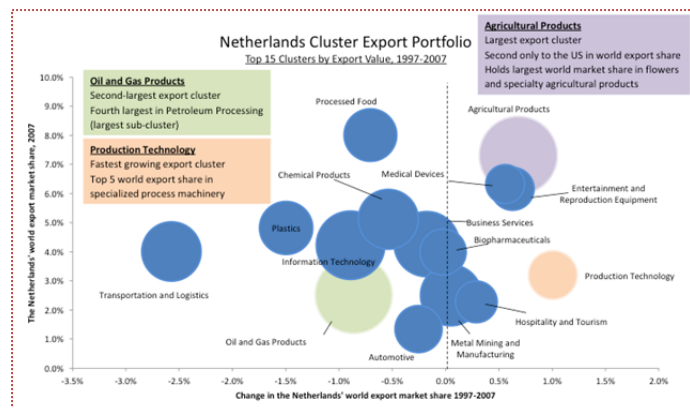 Agricultural Products
Largest export cluster
Second only to the US in world export share
Holds largest world market share in flowers
and specialty agricultural products
Netherlands Cluster Export Portfolio
Top 15 Clusters by Export Value, 1997-2007
Oil and Gas Products
Second-largest export cluster
Fourth largest in Petroleum Processing
(largest sub-cluster)
Production Technology
Fastest growing export cluster
Top 5 world export share in
specialized process machinery
The Netherlands' world export market share, 2007
10.0%
9.0%
8.0%
7.0%
6.0%
5.0%
4.0%
3.0%
2.0%
1.0%
0.0%
Processed Food
Agricultural Products
Chemical Products
Medical Devices
Entertainment and
Reproduction Equipment
Plastics
Business Services
Biopharmaceuticals
Information Technology
Production Technology
Transportation and Logistics
Hospitality and Tourism
Oil and Gas Products
Metal Mining and
Manufacturing
Automotive
-3.5%
-3.0%
-2.5%
-2.0%
-1.5%
-1.0%
-0.5%
0.0%
0.5%
1.0%
1.5%
2.0%
Change in the Netherlands' world export market share 1997-2007